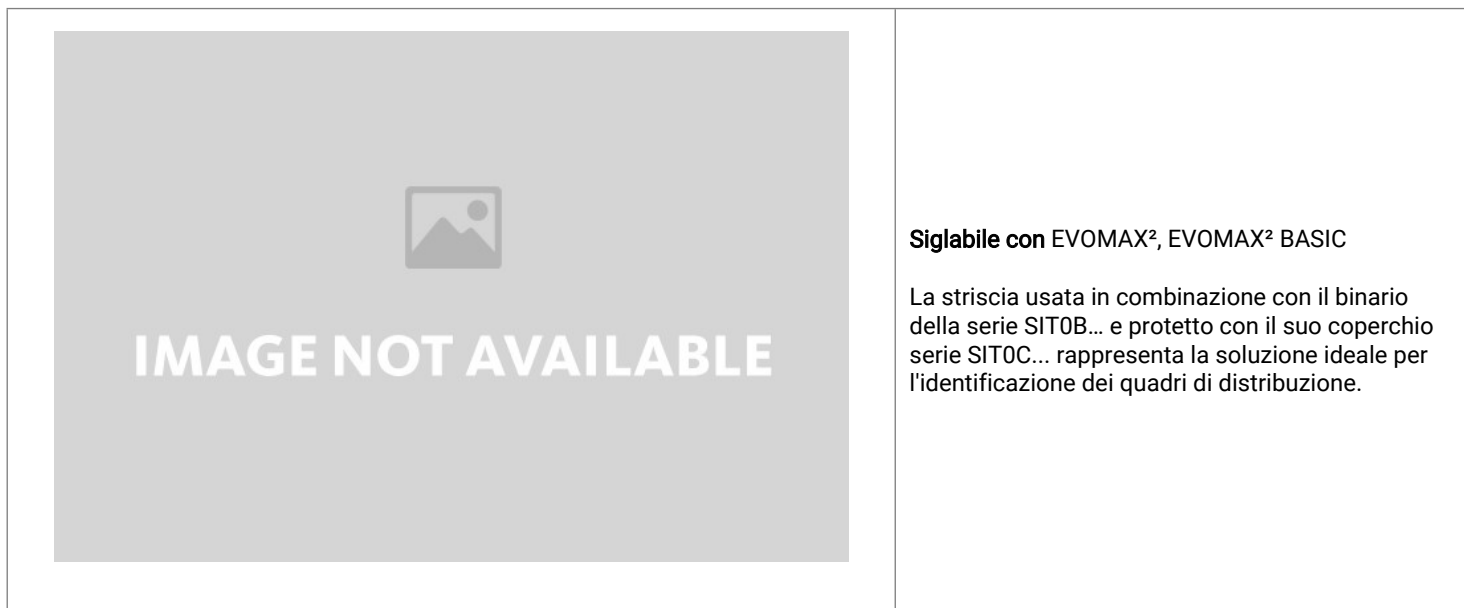 IMAGE NOT AVAILABLE
Siglabile con EVOMAX², EVOMAX² BASIC
La striscia usata in combinazione con il binario
della serie SIT0B… e protetto con il suo coperchio
serie SIT0C... rappresenta la soluzione ideale per
l'identificazione dei quadri di distribuzione.